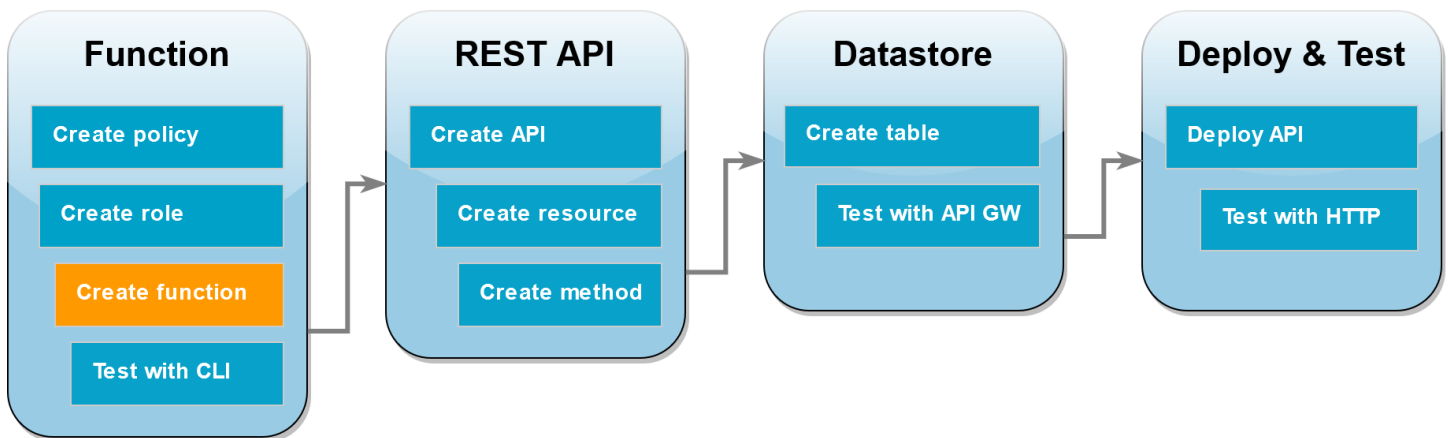 Function
Create policy
Create role
Create function
Test with CLI
REST API
Create API
Create resource
Create method
Datastore
Create table
Test with API GW
Deploy & Test
Deploy API
Test with HTTP